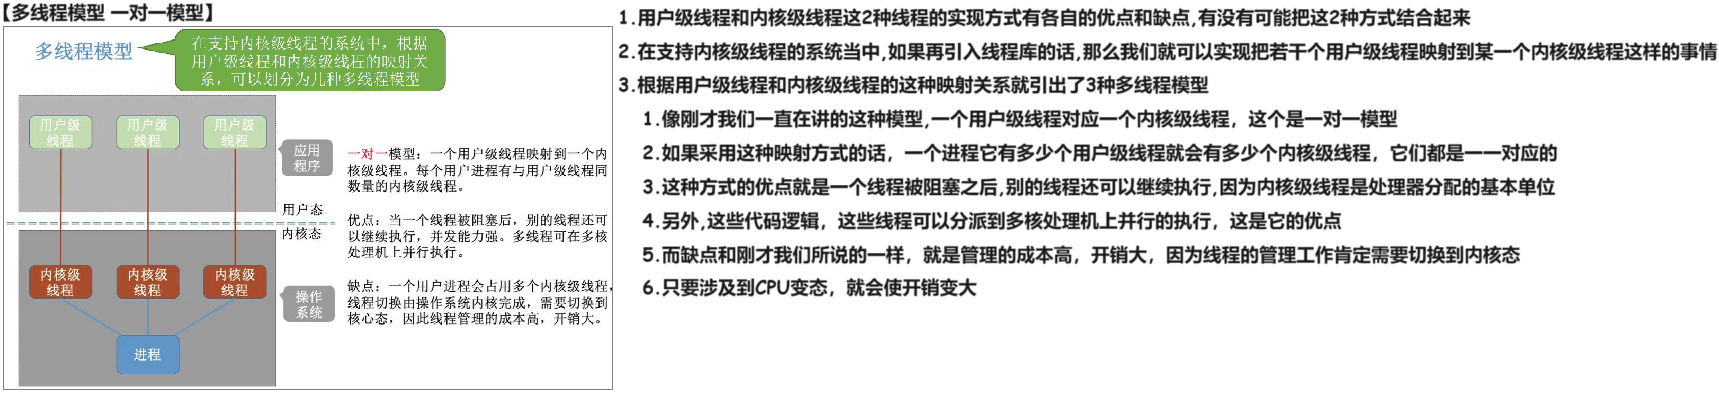 【多线程模型 一对一模型】
多线程模型
在支持内核级线程的系统中，根据
用户级线程和内核级线程的映射关
系，可以划分为几种多线程模型
用户级
线程
用户级
线程
用户级
线程
应用
程序
用户态
内核态
内核级
线程
内核级
线程
内核级
线程
操作
系统
进程
一对一模型：一个用户级线程映射到一个内
核级线程。每个用户进程有与用户级线程同
数量的内核级线程。
优点：当一个线程被阻塞后，别的线程还可
以继续执行，并发能力强。多线程可在多核
处理机上并行执行。
缺点：一个用户进程会占用多个内核级线程，
线程切换由操作系统内核完成，需要切换到
核心态，因此线程管理的成本高，开销大。
1.用户级线程和内核级线程这2种线程的实现方式有各自的优点和缺点,有没有可能把这2种方式结合起来
2.在支持内核级线程的系统当中,如果再引入线程库的话,那么我们就可以实现把若干个用户级线程映射到某一个内核级线程这样的事情
3.根据用户级线程和内核级线程的这种映射关系就引出了3种多线程模型
1.像刚才我们一直在讲的这种模型,一个用户级线程对应一个内核级线程，这个是一对一模型
2.如果采用这种映射方式的话，一个进程它有多少个用户级线程就会有多少个内核级线程，它们都是一一对应的
3.这种方式的优点就是一个线程被阻塞之后,别的线程还可以继续执行,因为内核级线程是处理器分配的基本单位
4.另外,这些代码逻辑，这些线程可以分派到多核处理机上并行的执行，这是它的优点
5.而缺点和刚才我们所说的一样，就是管理的成本高，开销大，因为线程的管理工作肯定需要切换到内核态
6.只要涉及到CPU变态，就会使开销变大